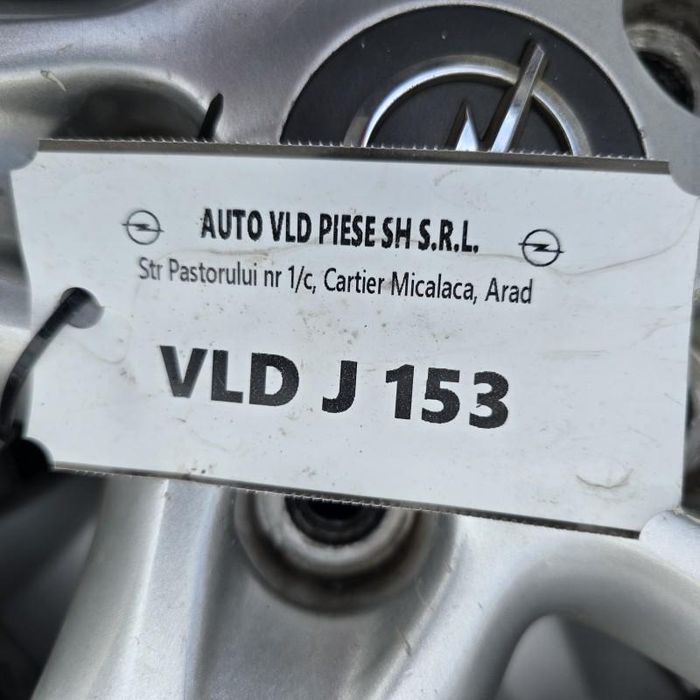 AUTO VLD PIESE SH S.R.L.
Str Pastorului nr 1/c, Cartier Micalaca, Arad
VLD J 153